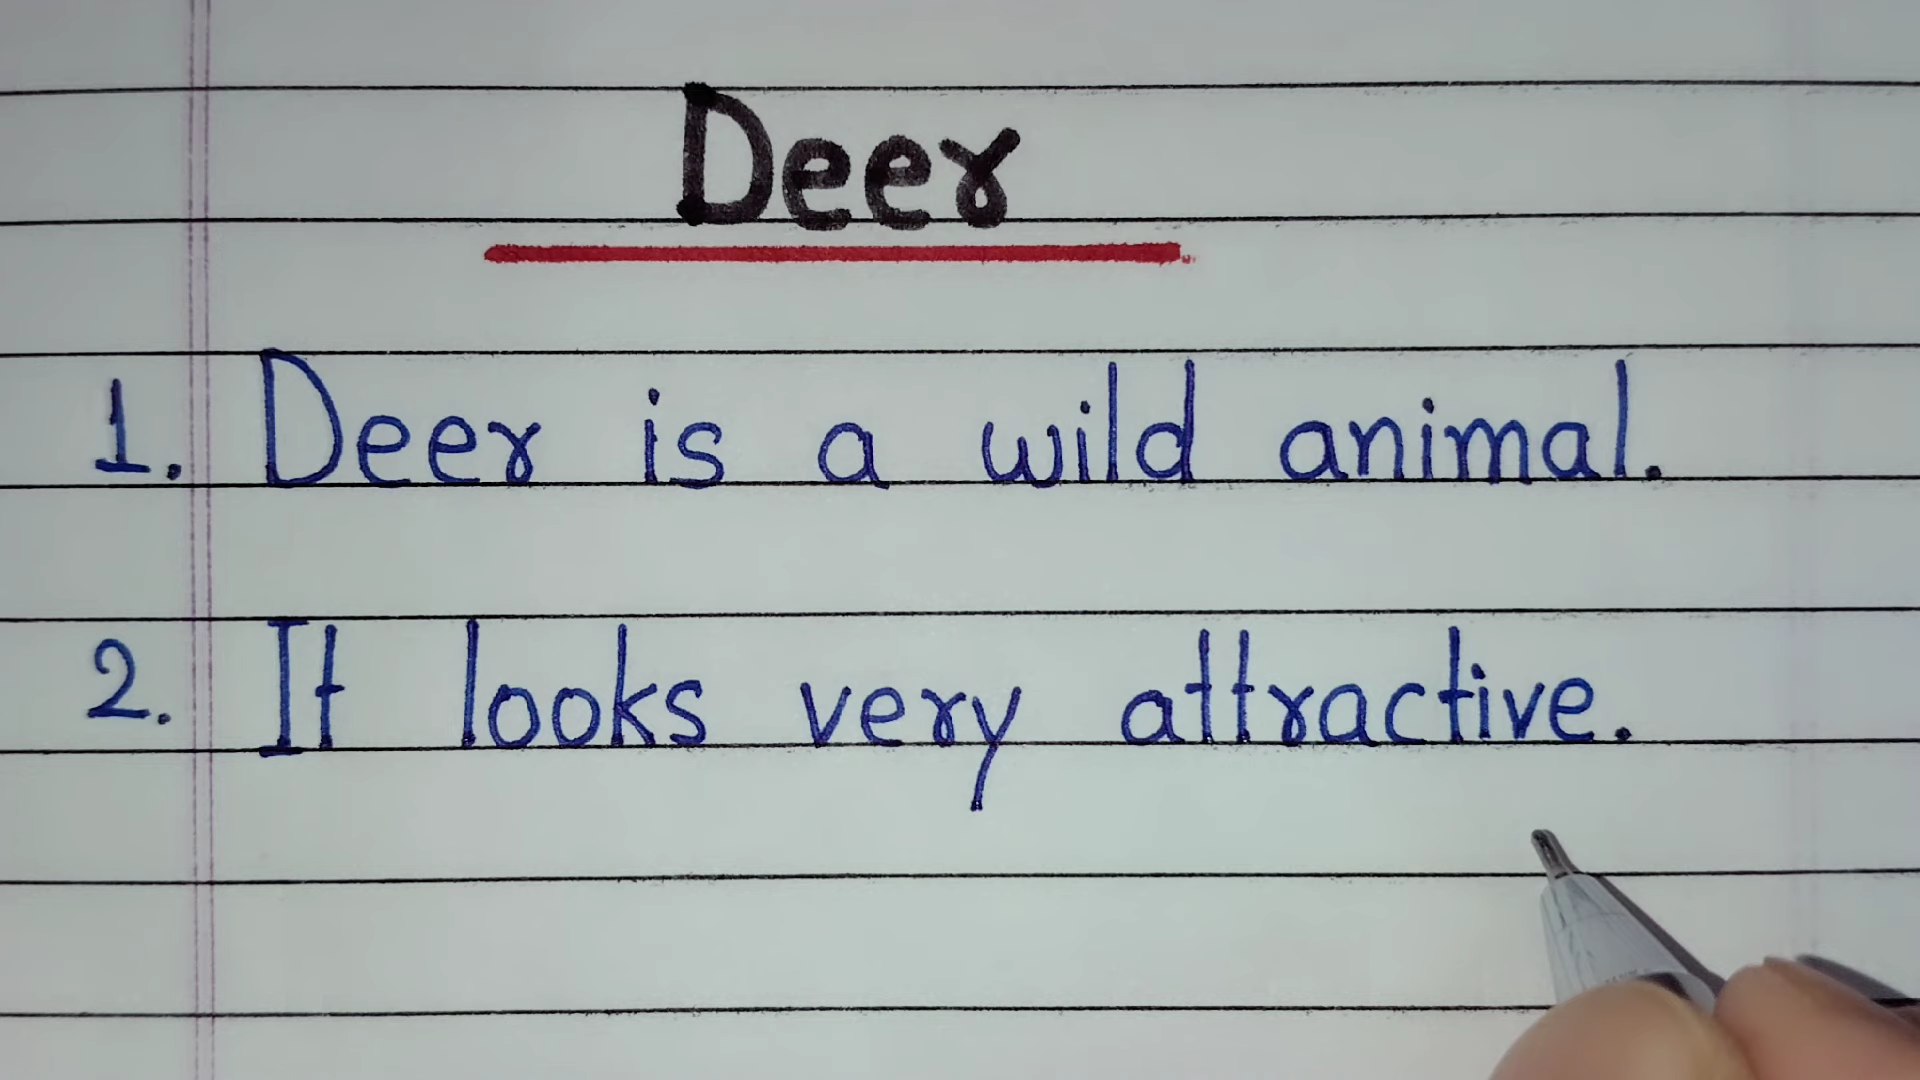 Deer
1. Deer is a wild animal.
2. It looks very attractive.